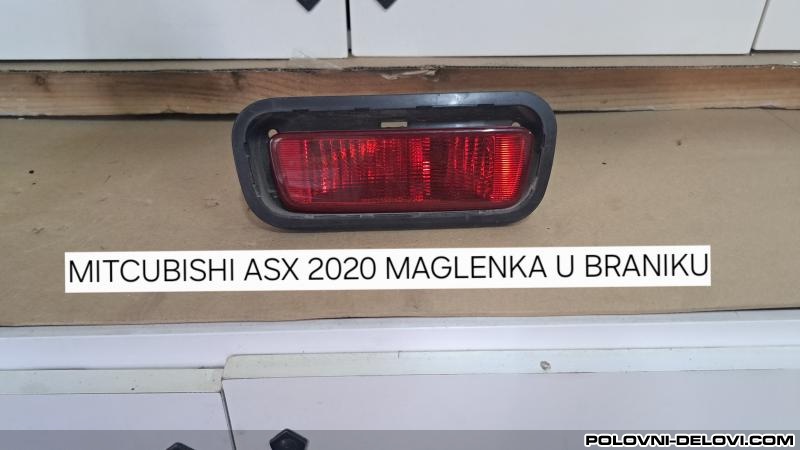 MITCUBISHI ASX 2020 MAGLENKA U BRANIKU
POLOVNI-DELOVI.COM